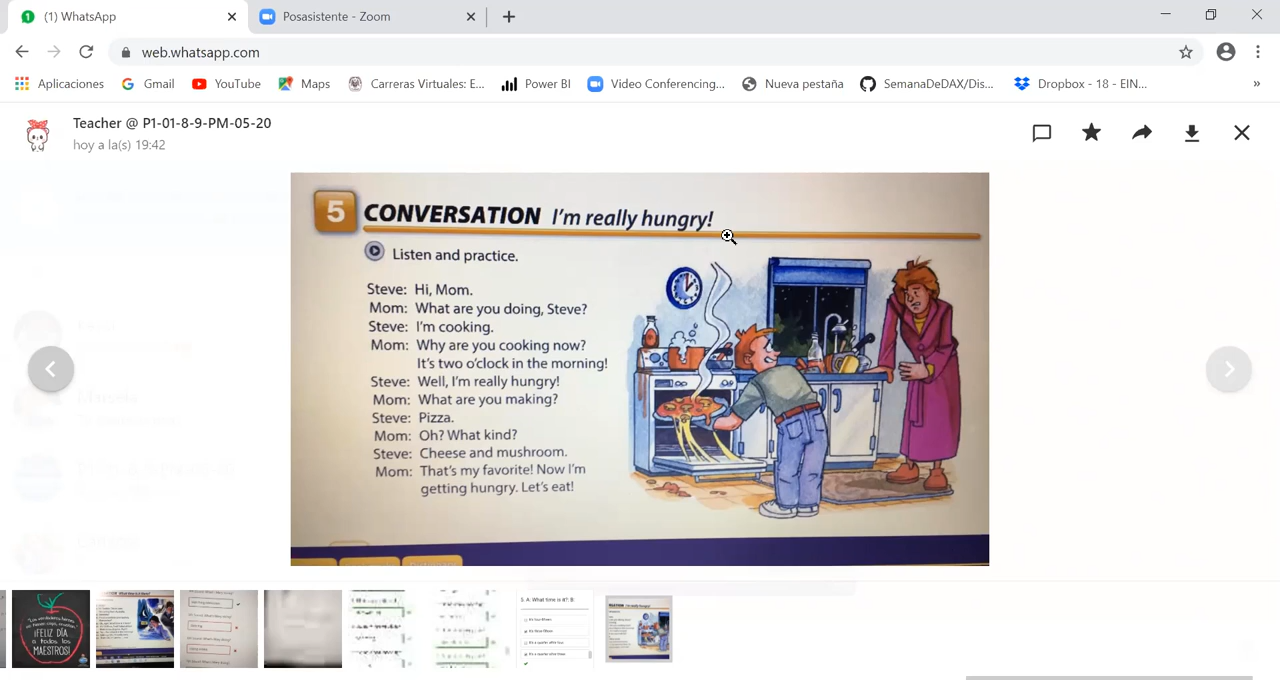 (1) WhatsApp
Posasistente - Zoom
web.whatsapp.com
Aplicaciones
Gmail
YouTube
Maps
Carreras Virtuales: E...
Power BI
Video Conferencing...
Nueva pestaña
SemanaDeDAX/Dis...
Dropbox - 18 - EIN...
»
Teacher @ P1-01-8-9-PM-05-20
hoy a la(s) 19:42
5 CONVERSATION I'm really hungry!
Listen and practice.
Steve: Hi, Mom.
Mom: What are you doing, Steve?
Steve: I'm cooking.
Mom: Why are you cooking now?
It's two o'clock in the morning!
Steve: Well, I'm really hungry!
Mom: What are you making?
Steve: Pizza.
Mom: Oh? What kind?
Steve: Cheese and mushroom.
Mom: That's my favorite! Now I'm
getting hungry. Let's eat!
¡FELIZ DÍA
a todos los
MAESTROS!
5. A: What time is it?; B: